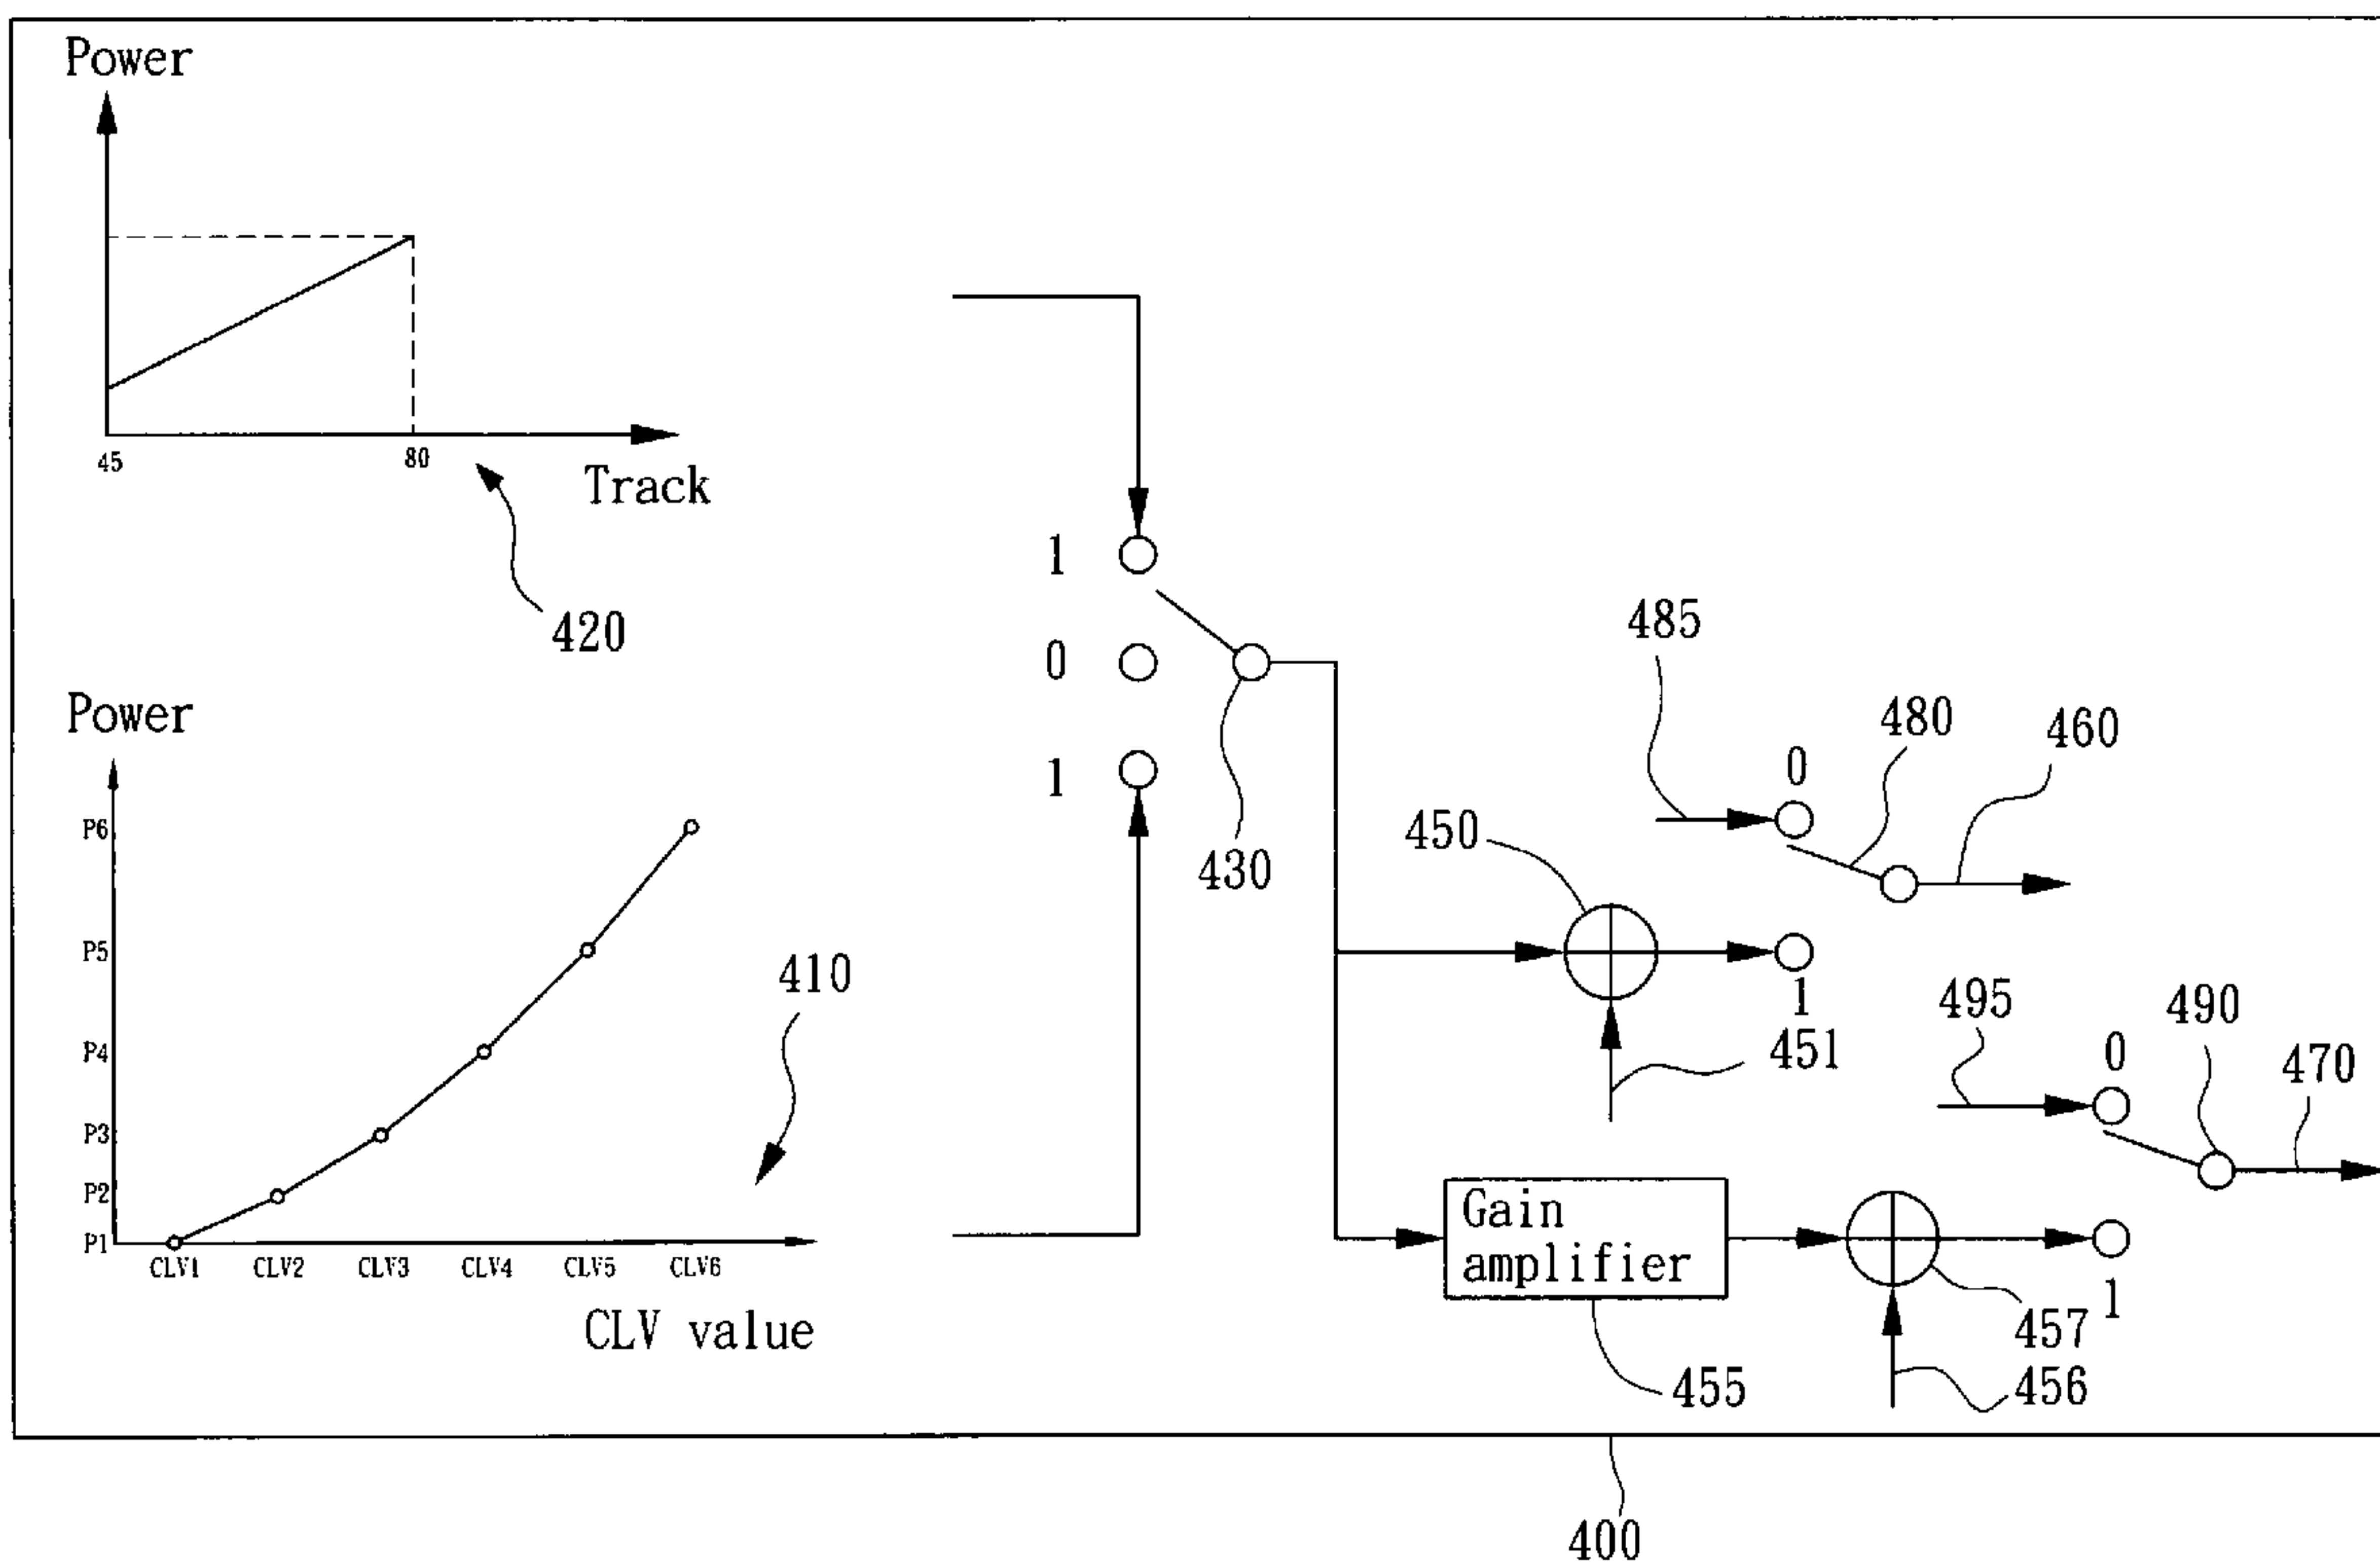 Power
45
80
Track
420
1
0
1
430
Power
P6
P5
P4
P3
P2
P1
CLV1
CLV2
CLV3
CLV4
CLV5
CLV6
CLV value
410
485
480
460
0
450
1
451
495
490
470
0
Gain
amplifier
1
457
456
455
400